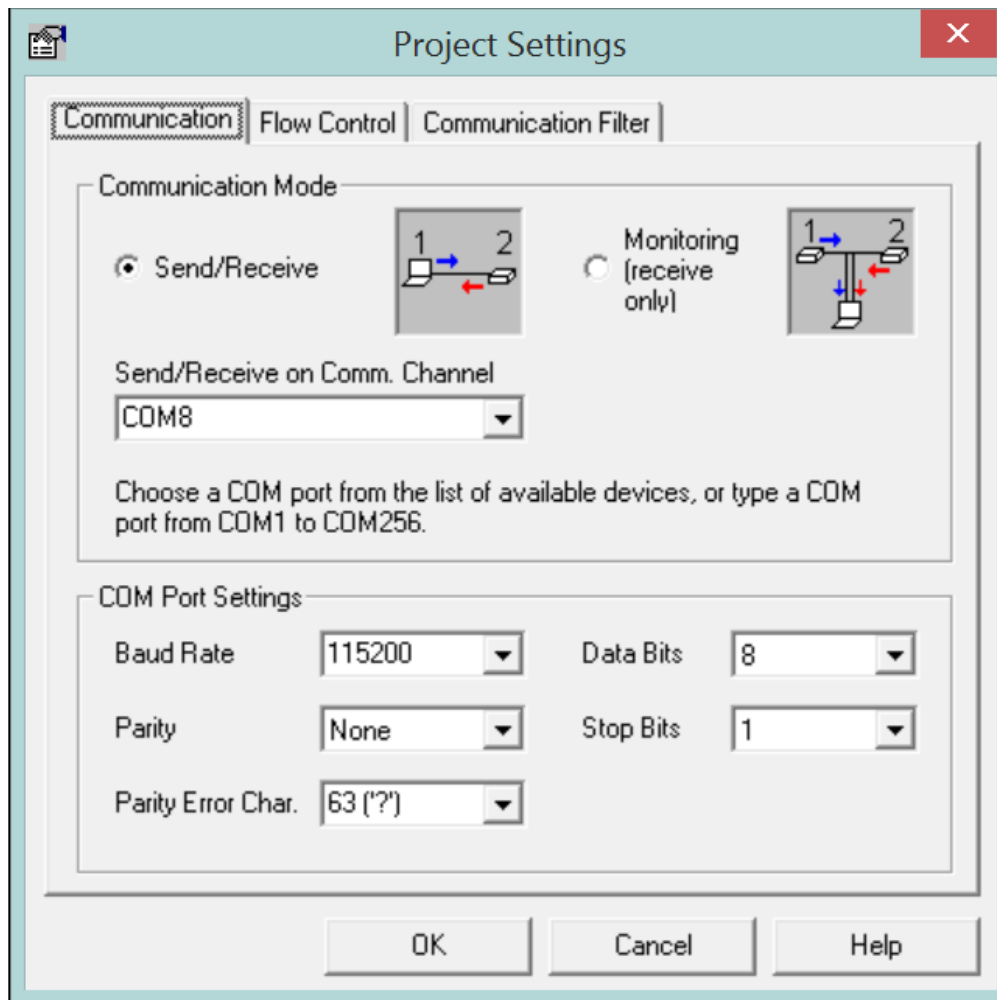 Project Settings
Communication
Flow Control
Communication Filter
Communication Mode
Send/Receive
1 2
Monitoring
(receive
only)
1 2
Send/Receive on Comm. Channel
COM8
Choose a COM port from the list of available devices, or type a COM
port from COM1 to COM256.
COM Port Settings
Baud Rate
115200
Data Bits
8
Parity
None
Stop Bits
1
Parity Error Char.
63 ('?')
OK
Cancel
Help